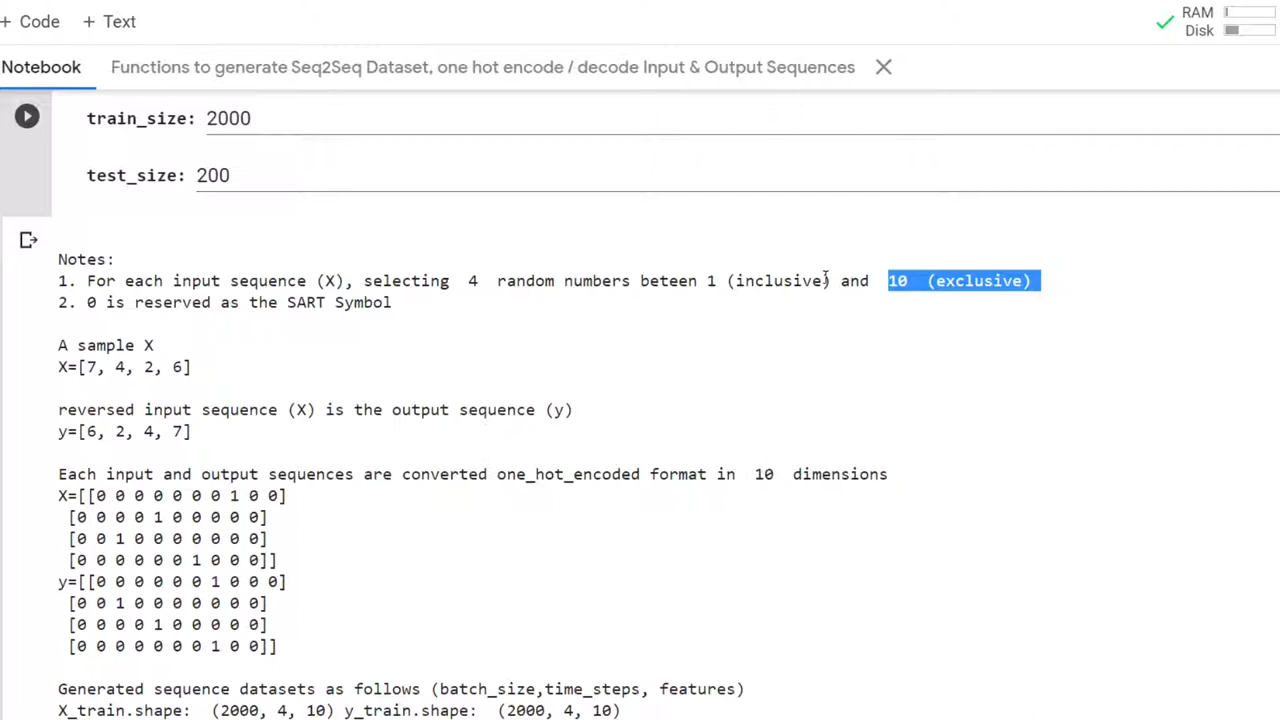 + Code + Text
RAM
Disk
Notebook Functions to generate Seq2Seq Dataset, one hot encode / decode Input & Output Sequences
train_size: 2000
test_size: 200
Notes:
1. For each input sequence (X), selecting 4 random numbers beteen 1 (inclusive) and 10 (exclusive)
2. 0 is reserved as the SART Symbol
A sample X
X=[7, 4, 2, 6]
reversed input sequence (X) is the output sequence (y)
y=[6, 2, 4, 7]
Each input and output sequences are converted one_hot_encoded format in 10 dimensions
X=[[0 0 0 0 0 0 0 1 0 0]
[0 0 0 0 1 0 0 0 0 0]
[0 0 1 0 0 0 0 0 0 0]
[0 0 0 0 0 0 1 0 0 0]]
y=[[0 0 0 0 0 0 1 0 0 0]
[0 0 1 0 0 0 0 0 0 0]
[0 0 0 0 1 0 0 0 0 0]
[0 0 0 0 0 0 0 1 0 0]]
Generated sequence datasets as follows (batch_size,time_steps, features)
X_train.shape: (2000, 4, 10) y_train.shape: (2000, 4, 10)